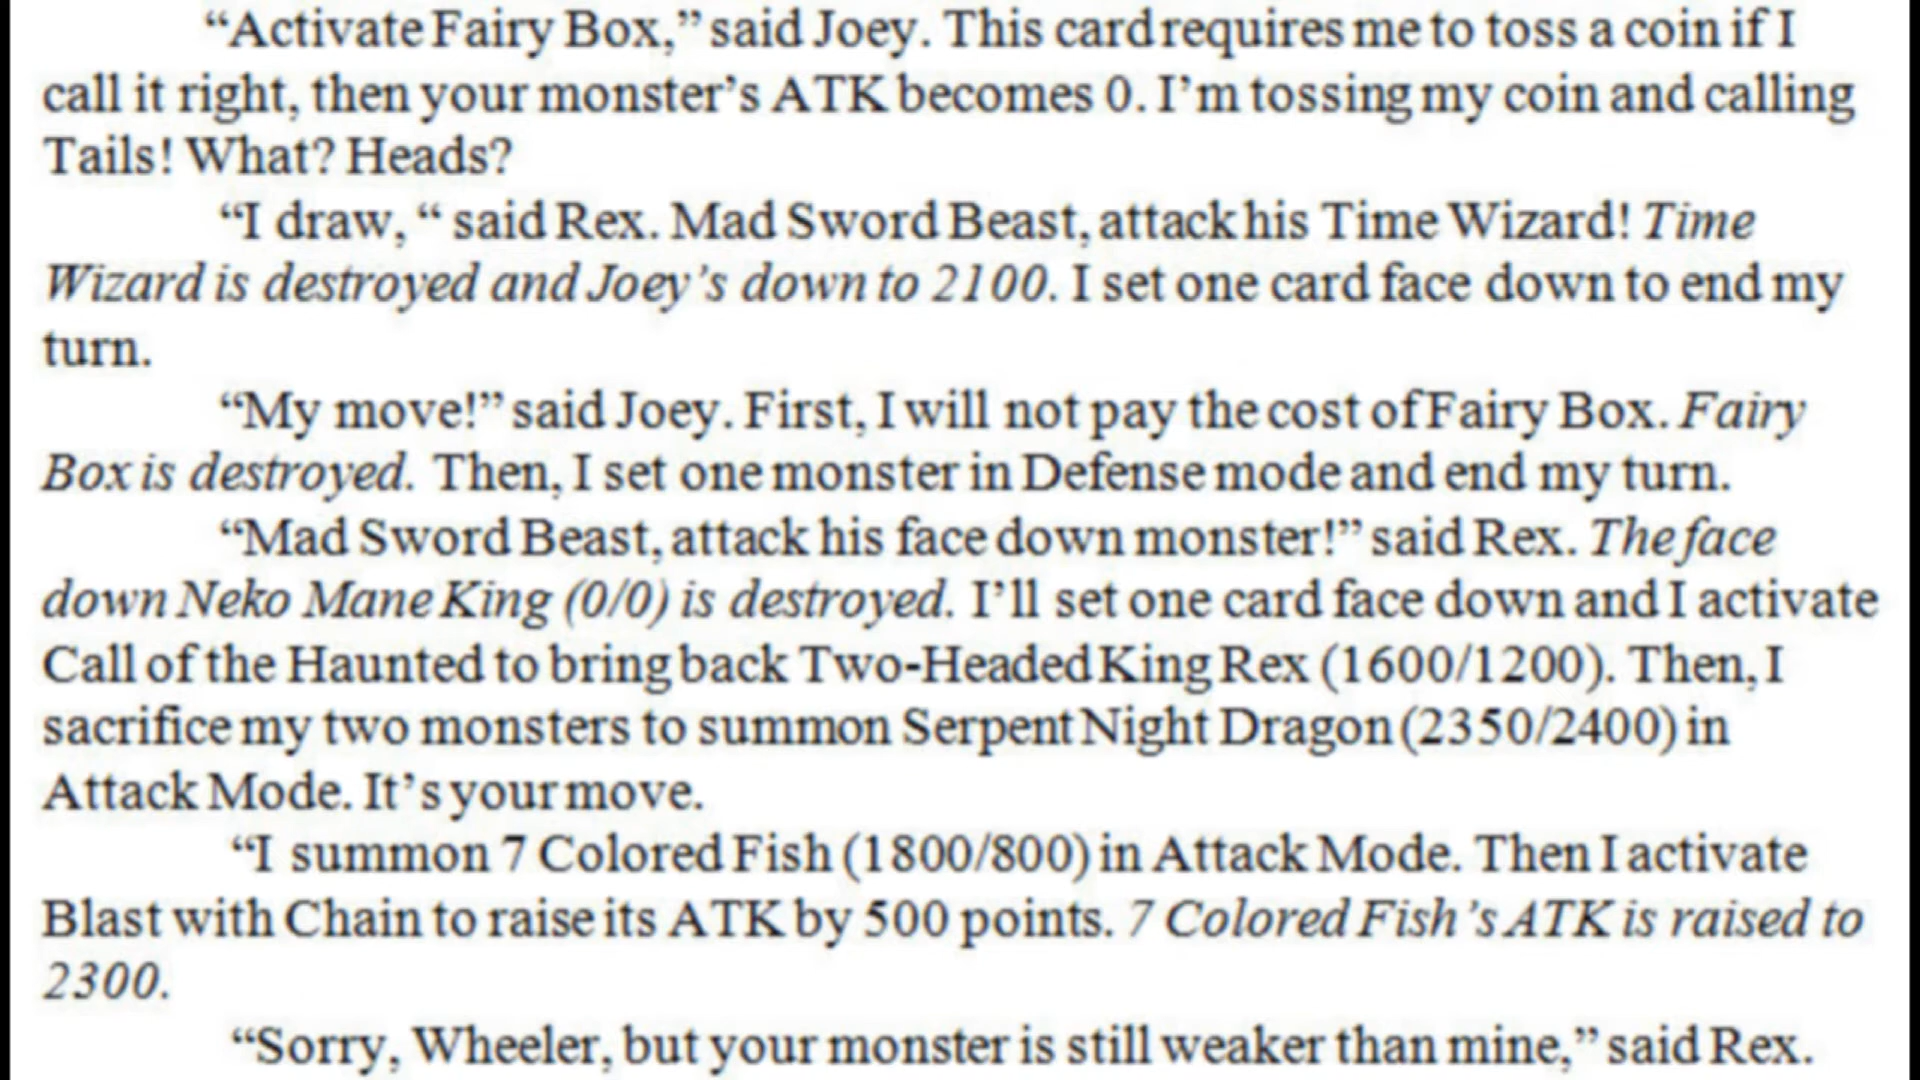 “Activate Fairy Box,” said Joey. This card requires me to toss a coin if I
call it right, then your monster’s ATK becomes 0. I’m tossing my coin and calling
Tails! What? Heads?
“I draw, “ said Rex. Mad Sword Beast, attack his Time Wizard! Time
Wizard is destroyed and Joey’s down to 2100. I set one card face down to end my
turn.
“My move!” said Joey. First, I will not pay the cost of Fairy Box. Fairy
Box is destroyed. Then, I set one monster in Defense mode and end my turn.
“Mad Sword Beast, attack his face down monster!” said Rex. The face
down Neko Mane King (0/0) is destroyed. I’ll set one card face down and I activate
Call of the Haunted to bring back Two-Headed King Rex (1600/1200). Then, I
sacrifice my two monsters to summon Serpent Night Dragon (2350/2400) in
Attack Mode. It’s your move.
“I summon 7 Colored Fish (1800/800) in Attack Mode. Then I activate
Blast with Chain to raise its ATK by 500 points. 7 Colored Fish’s ATK is raised to
2300.
“Sorry, Wheeler, but your monster is still weaker than mine,” said Rex.